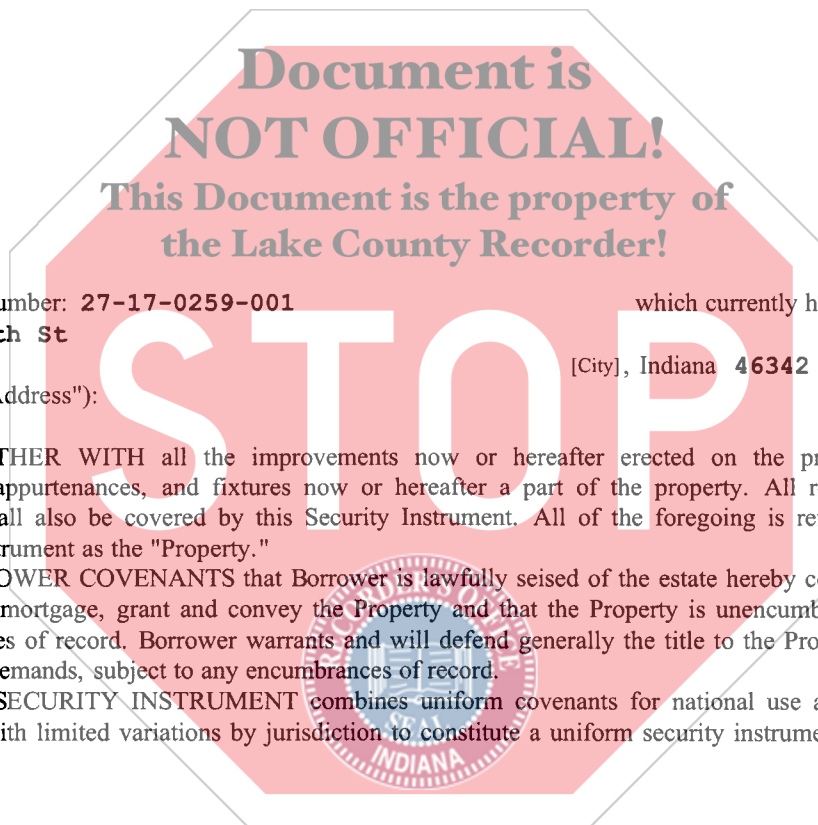 Document is
NOT OFFICIAL!
This Document is the property of
the Lake County Recorder!
umber: 27-17-0259-001 which currently h
th St
[City], Indiana 46342
Address"):
STOP
THER WITH all the improvements now or hereafter erected on the pr
appurtenances, and fixtures now or hereafter a part of the property. All r
all also be covered by this Security Instrument. All of the foregoing is re
trument as the "Property."
OWER COVENANTS that Borrower is lawfully seised of the estate hereby c
mortgage, grant and convey the Property and that the Property is unencumb
es of record. Borrower warrants and will defend generally the title to the Pro
emands, subject to any encumbrances of record.
SECURITY INSTRUMENT combines uniform covenants for national use a
ith limited variations by jurisdiction to constitute a uniform security instrume
RECORDER'S OFFICE
SEAL
INDIANA